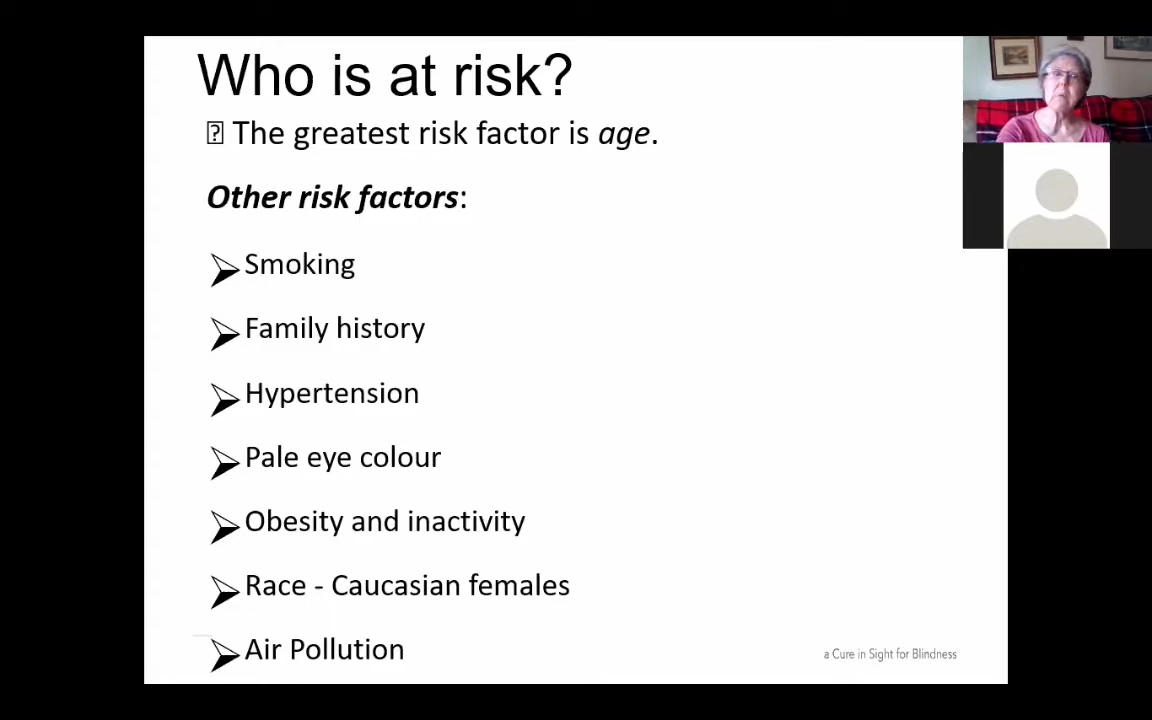 Who is at risk?
The greatest risk factor is age.
Other risk factors:
Smoking
Family history
Hypertension
Pale eye colour
Obesity and inactivity
Race - Caucasian females
Air Pollution
a Cure in Sight for Blindness